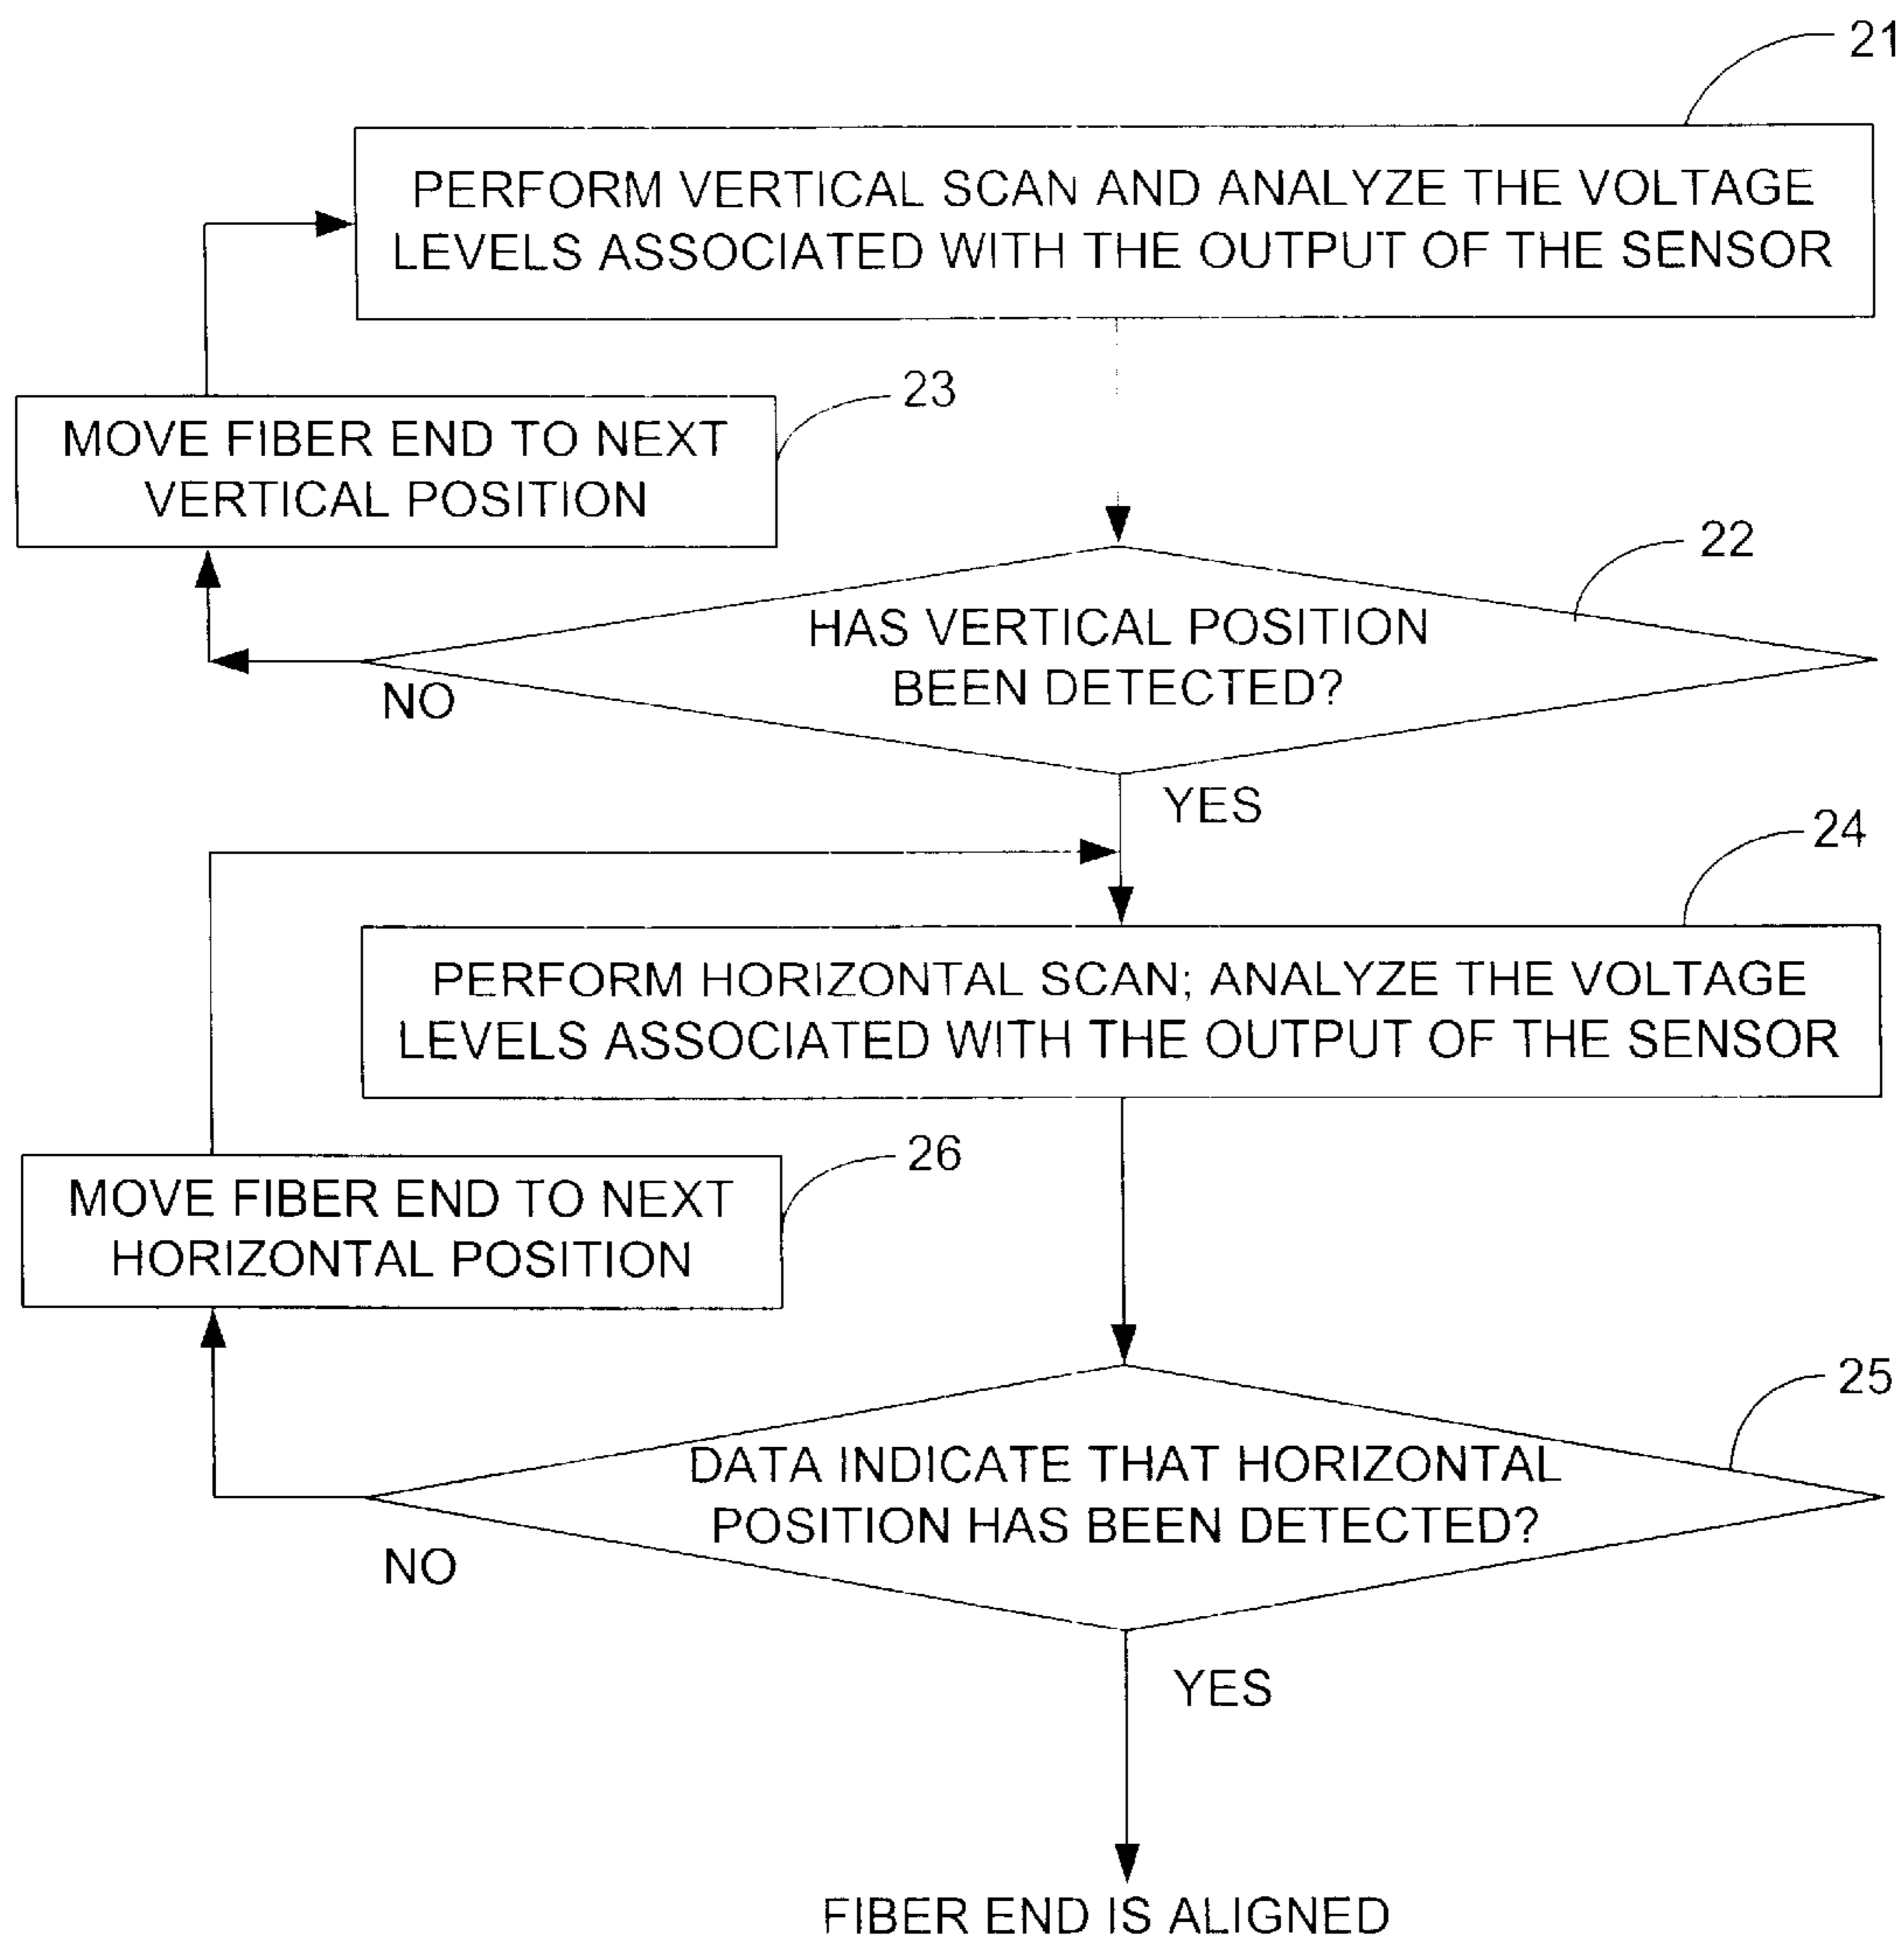 21
PERFORM VERTICAL SCAN AND ANALYZE THE VOLTAGE
LEVELS ASSOCIATED WITH THE OUTPUT OF THE SENSOR
23
MOVE FIBER END TO NEXT
VERTICAL POSITION
22
HAS VERTICAL POSITION
BEEN DETECTED?
NO
YES
24
PERFORM HORIZONTAL SCAN; ANALYZE THE VOLTAGE
LEVELS ASSOCIATED WITH THE OUTPUT OF THE SENSOR
26
MOVE FIBER END TO NEXT
HORIZONTAL POSITION
25
DATA INDICATE THAT HORIZONTAL
POSITION HAS BEEN DETECTED?
NO
YES
FIBER END IS ALIGNED